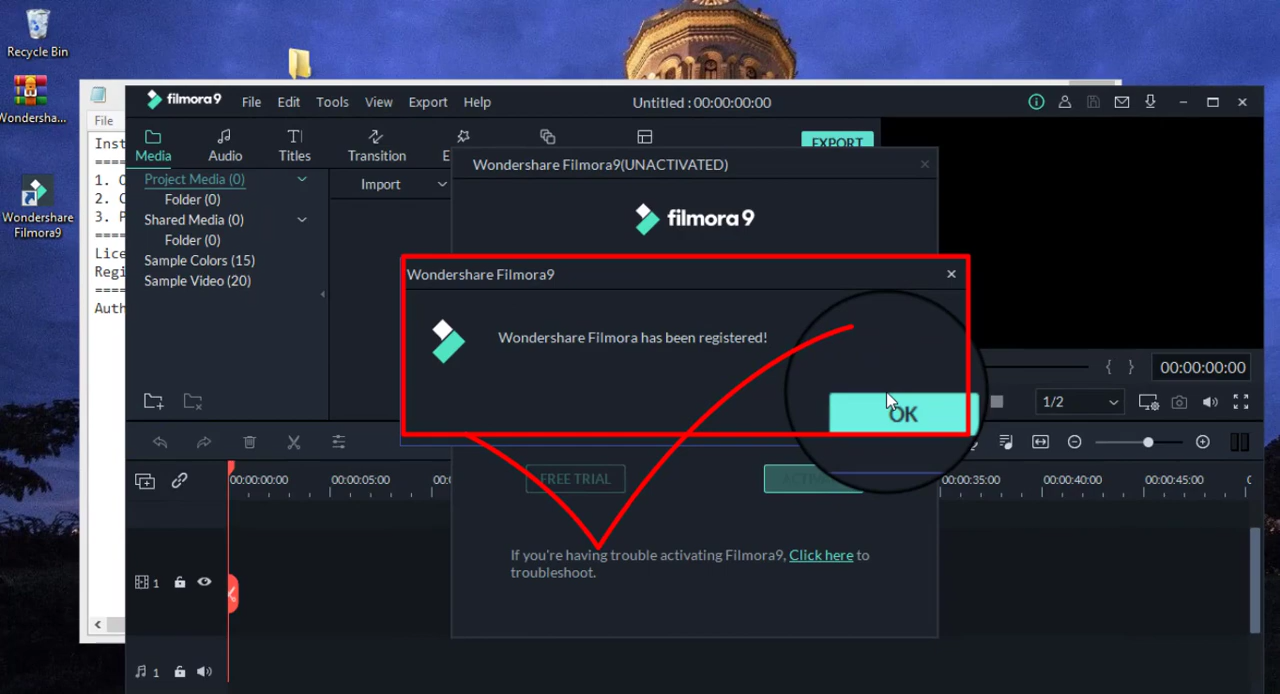 Recycle Bin
Wondersha...
Wondershare
Filmora9
File
Inst
====
1. C
2. C
3. P
====
Lice
Regi
====
Auth
filmora9
File Edit Tools View Export Help
Untitled : 00:00:00:00
Media Audio Titles Transition E
EXPORT
Project Media (0)
Folder (0)
Shared Media (0)
Folder (0)
Sample Colors (15)
Sample Video (20)
Import
Wondershare Filmora9(UNACTIVATED)
filmora9
Wondershare Filmora9
Wondershare Filmora has been registered!
OK
FREE TRIAL
If you're having trouble activating Filmora9, Click here to
troubleshoot.
{ } 00:00:00:00
1/2
00:00:00:00 00:00:05:00 00:0 00:00:35:00 00:00:40:00 00:00:45:00
1
1